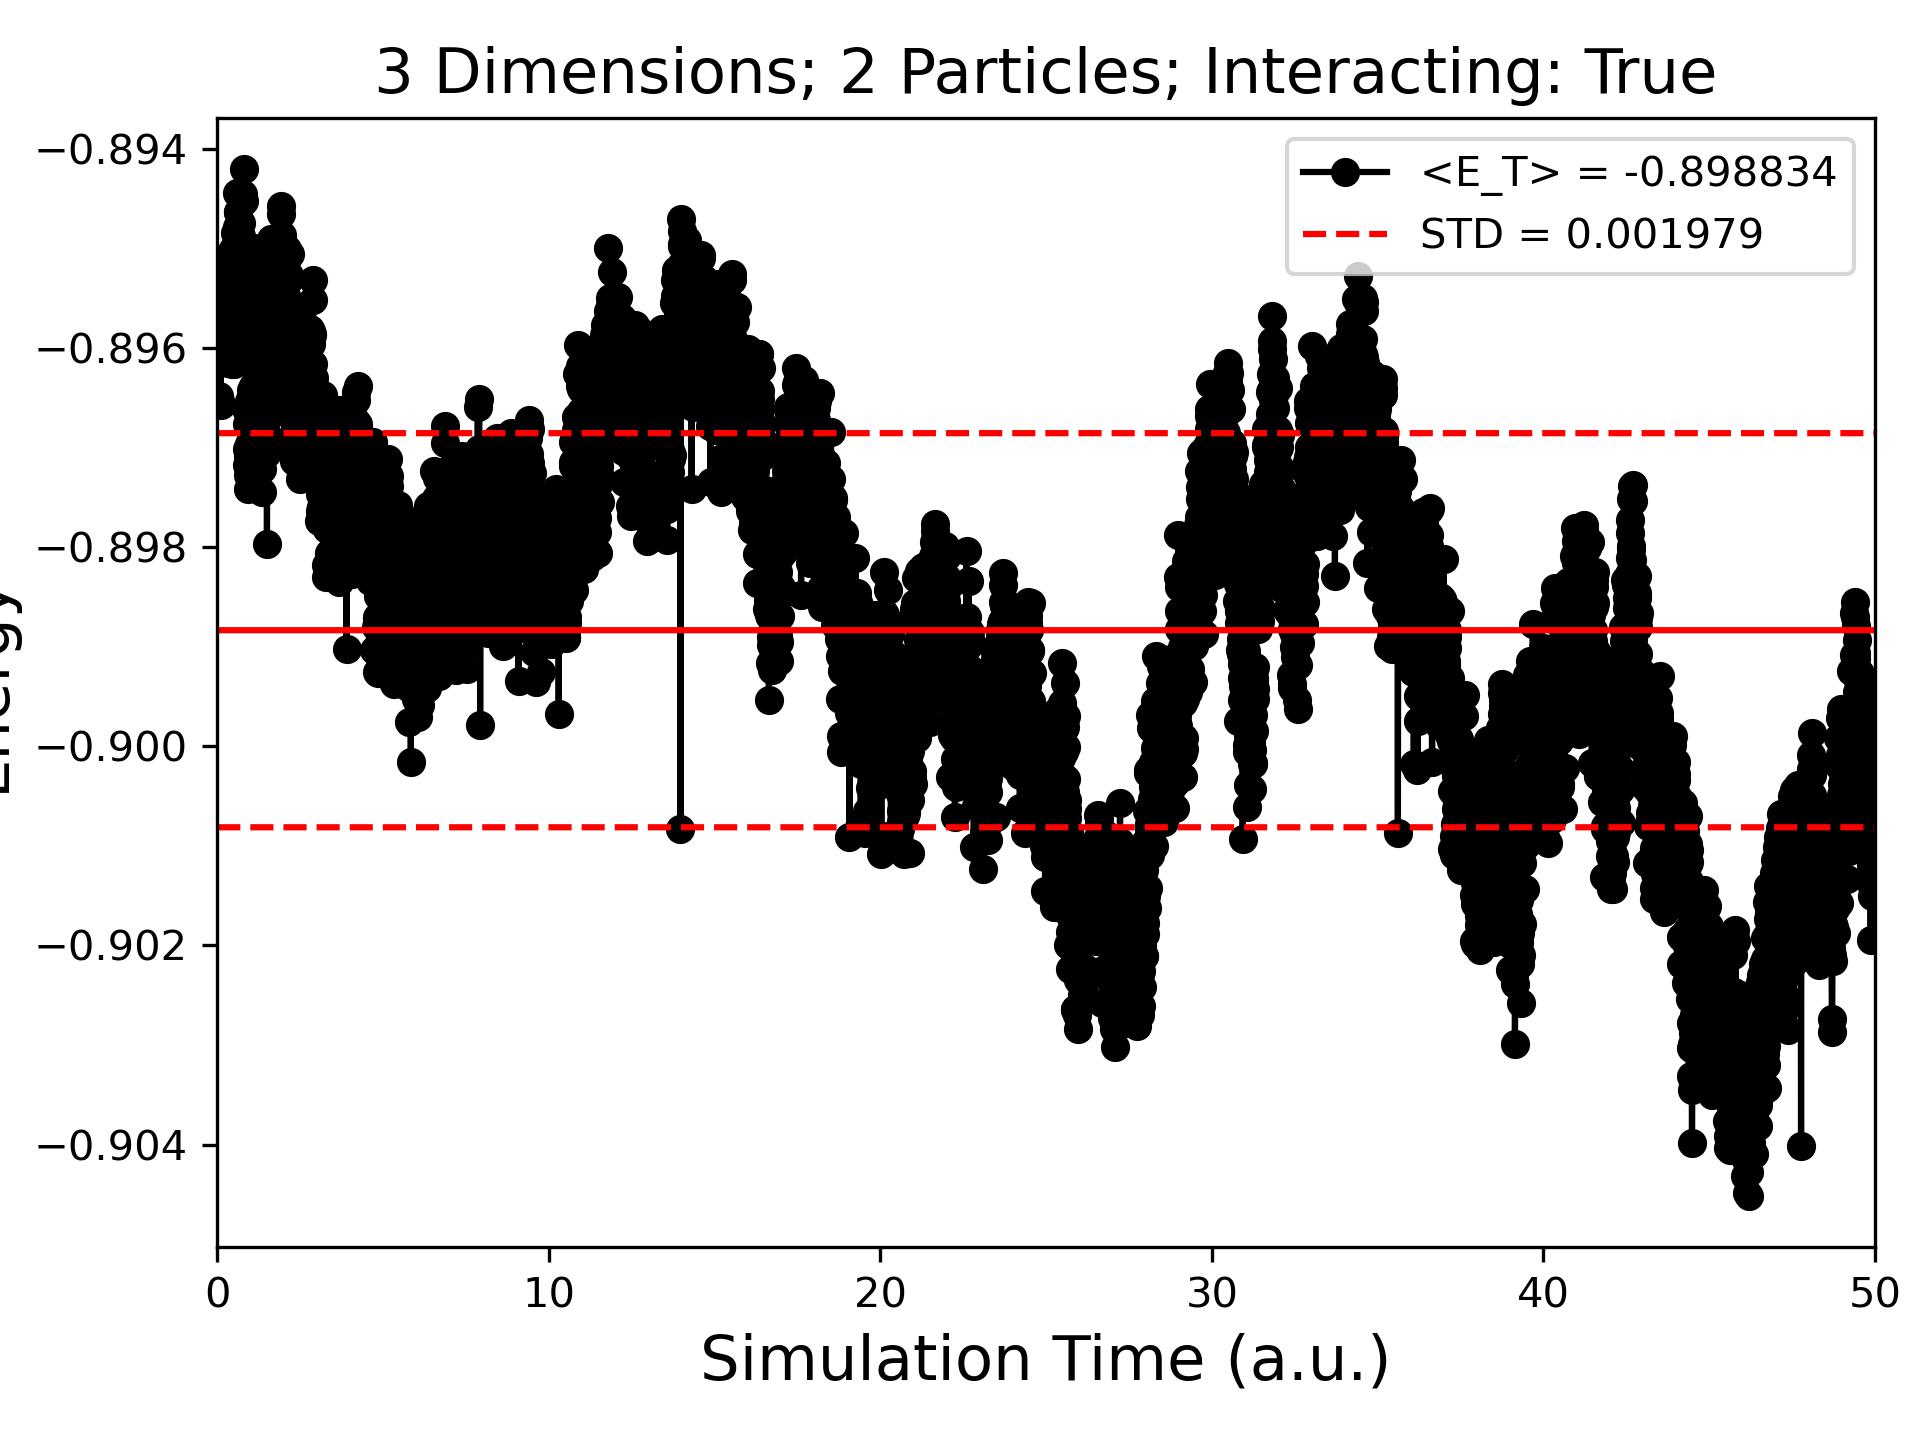 3 Dimensions; 2 Particles; Interacting: True
<E_T> = -0.898834
STD = 0.001979
Energy
−0.894
−0.896
−0.898
−0.900
−0.902
−0.904
0 10 20 30 40 50
Simulation Time (a.u.)